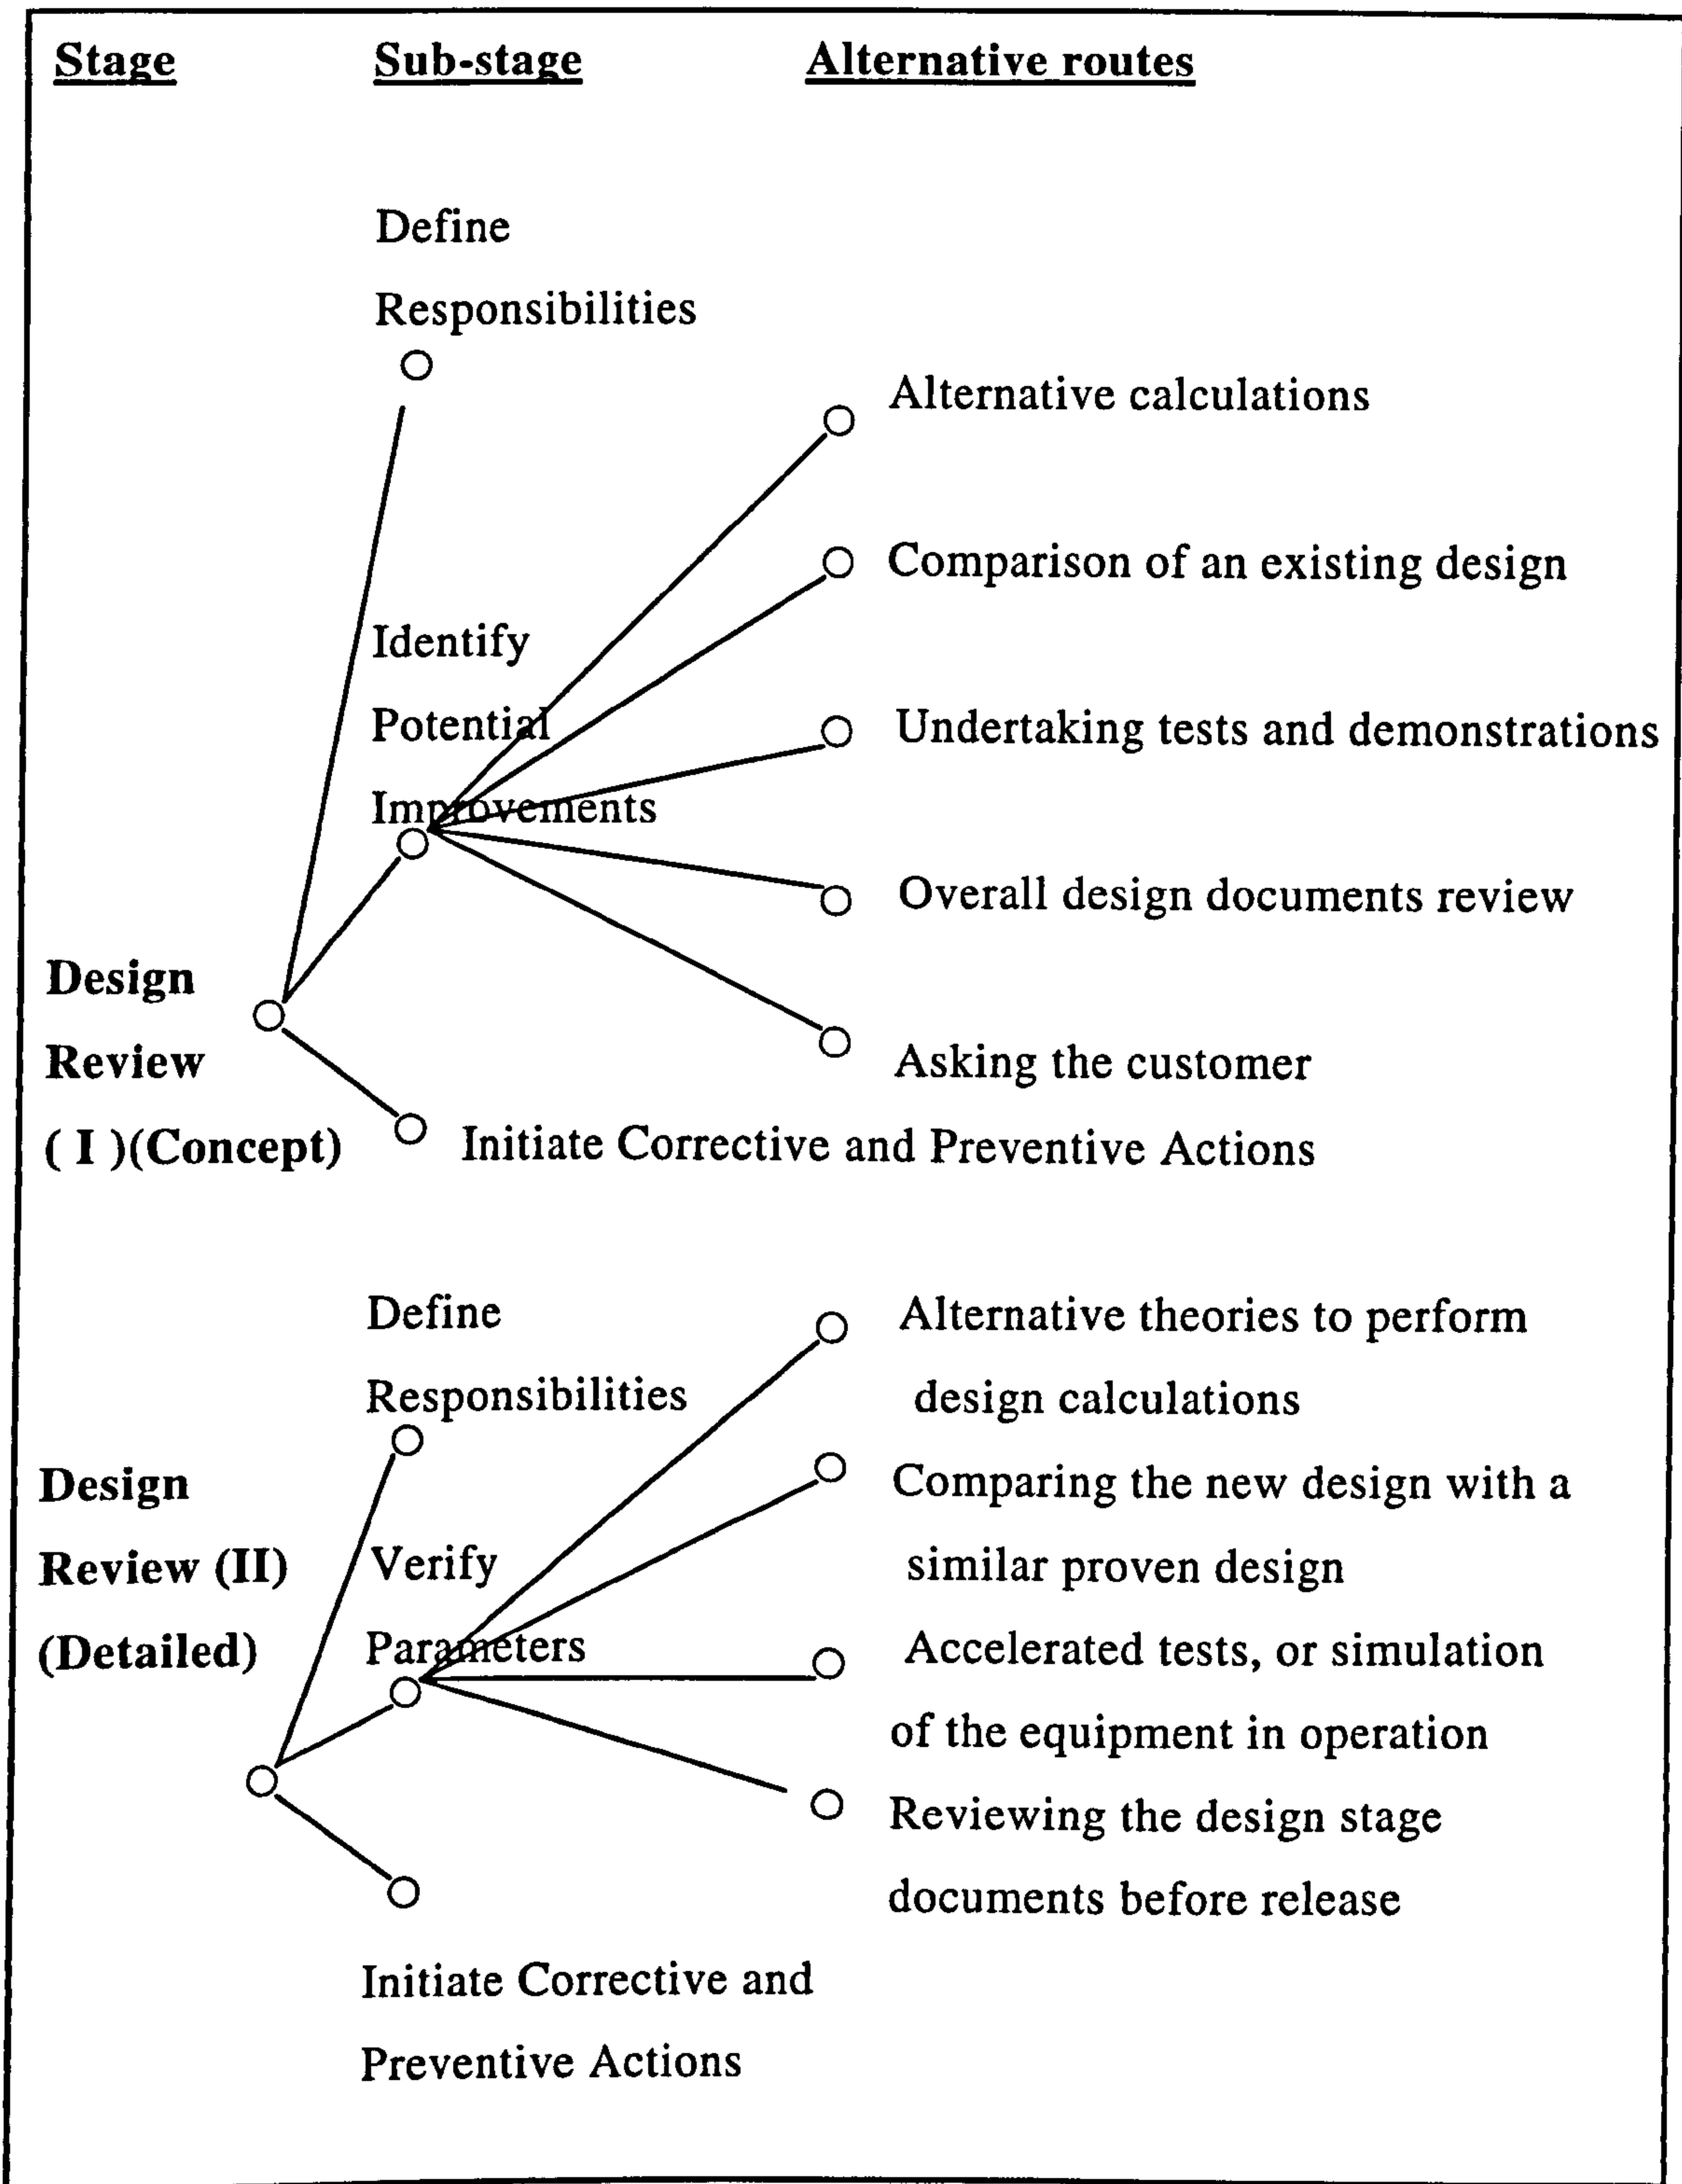 Stage Sub-stage Alternative routes
Define
Responsibilities
Alternative calculations
Comparison of an existing design
Identify
Potential
Undertaking tests and demonstrations
Improvements
Overall design documents review
Design
Review
( I )(Concept)
Asking the customer
Initiate Corrective and Preventive Actions
Define
Responsibilities
Alternative theories to perform
design calculations
Design
Review (II)
(Detailed)
Comparing the new design with a
similar proven design
Verify
Parameters
Accelerated tests, or simulation
of the equipment in operation
Reviewing the design stage
documents before release
Initiate Corrective and
Preventive Actions